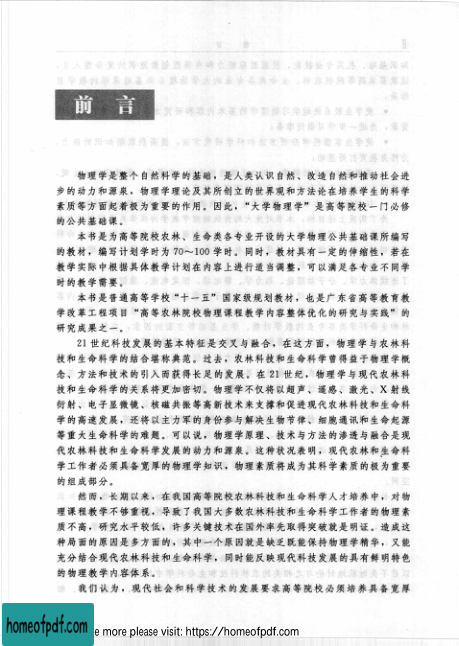 前 言
物理学是整个自然科学的基础，是人类认识自然、改造自然和推动社会进
步的动力和源泉，物理学理论及其所创立的世界观和方法论在培养学生的科学
素质等方面起着极为重要的作用。因此，“大学物理学”是高等院校一门必修
的公共基础课。
本书是为高等院校农林、生命类各专业开设的大学物理公共基础课所编写
的教材，编写计划学时为 70～100 学时。同时，教材具有一定的伸缩性，若在
教学实际中根据具体教学计划在内容上进行适当调整，可以满足各专业不同学
时的教学需要。
本书是普通高等学校“十一五”国家级规划教材，也是广东省高等教育教
学改革工程项目“高等农林院校物理课程教学内容整体优化的研究与实践”的
研究成果之一。
21 世纪科技发展的基本特征是交叉与融合，在这方面，物理学与农林科
技和生命科学的结合堪称典范。过去，农林科技和生命科学曾得益于物理学概
念、方法和技术的引入而获得长足的发展。在 21 世纪，物理学与现代农林科
技和生命科学的关系将更加密切。物理学不仅将以超声、遥感、激光、X 射线
衍射、电子显微镜、核磁共振等高新技术来支撑和促进现代农林科技和生命科
学的高速发展，还将以主力军的身份参与解决生物节律、细胞通讯和生命起源
等重大生命科学的难题。可以说，物理学原理、技术与方法的渗透与融合是现
代农林科技和生命科学发展的动力和源泉。这种状况表明，现代农林和生命科
学工作者必须具备宽厚的物理学知识，物理素质将成为其科学素质的极为重要
的组成部分。
然而，长期以来，在我国高等院校农林科技和生命科学人才培养中，对物
理课程教学不够重视，导致了我国大多数农林科技和生命科学工作者的物理素
质不高，研究水平较低，许多关键技术在国外率先取得突破就是明证。造成这
种局面的原因是多方面的，其中一个原因就是缺乏既能保持物理学精华，又能
充分结合现代农林科技和生命科学，同时能反映现代科技发展的具有鲜明特色
的物理教学内容体系。
我们认为，现代社会和科学技术的发展要求高等院校必须培养具备宽厚
homeofpdf.com
e more please visit: https://homeofpdf.com